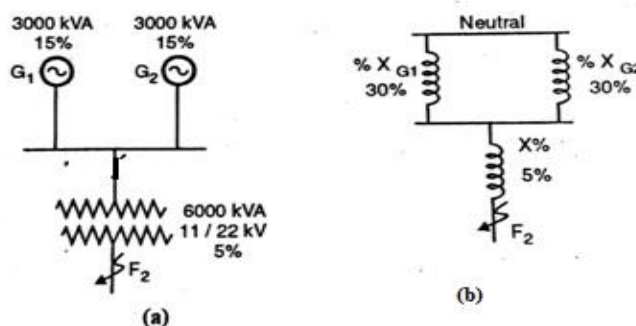 3000 kVA
15%
G1
3000 kVA
15%
G2
6000 kVA
11 / 22 kV
5%
F2
(a)
Neutral
% X G1
30%
% X G2
30%
X%
5%
F2
(b)